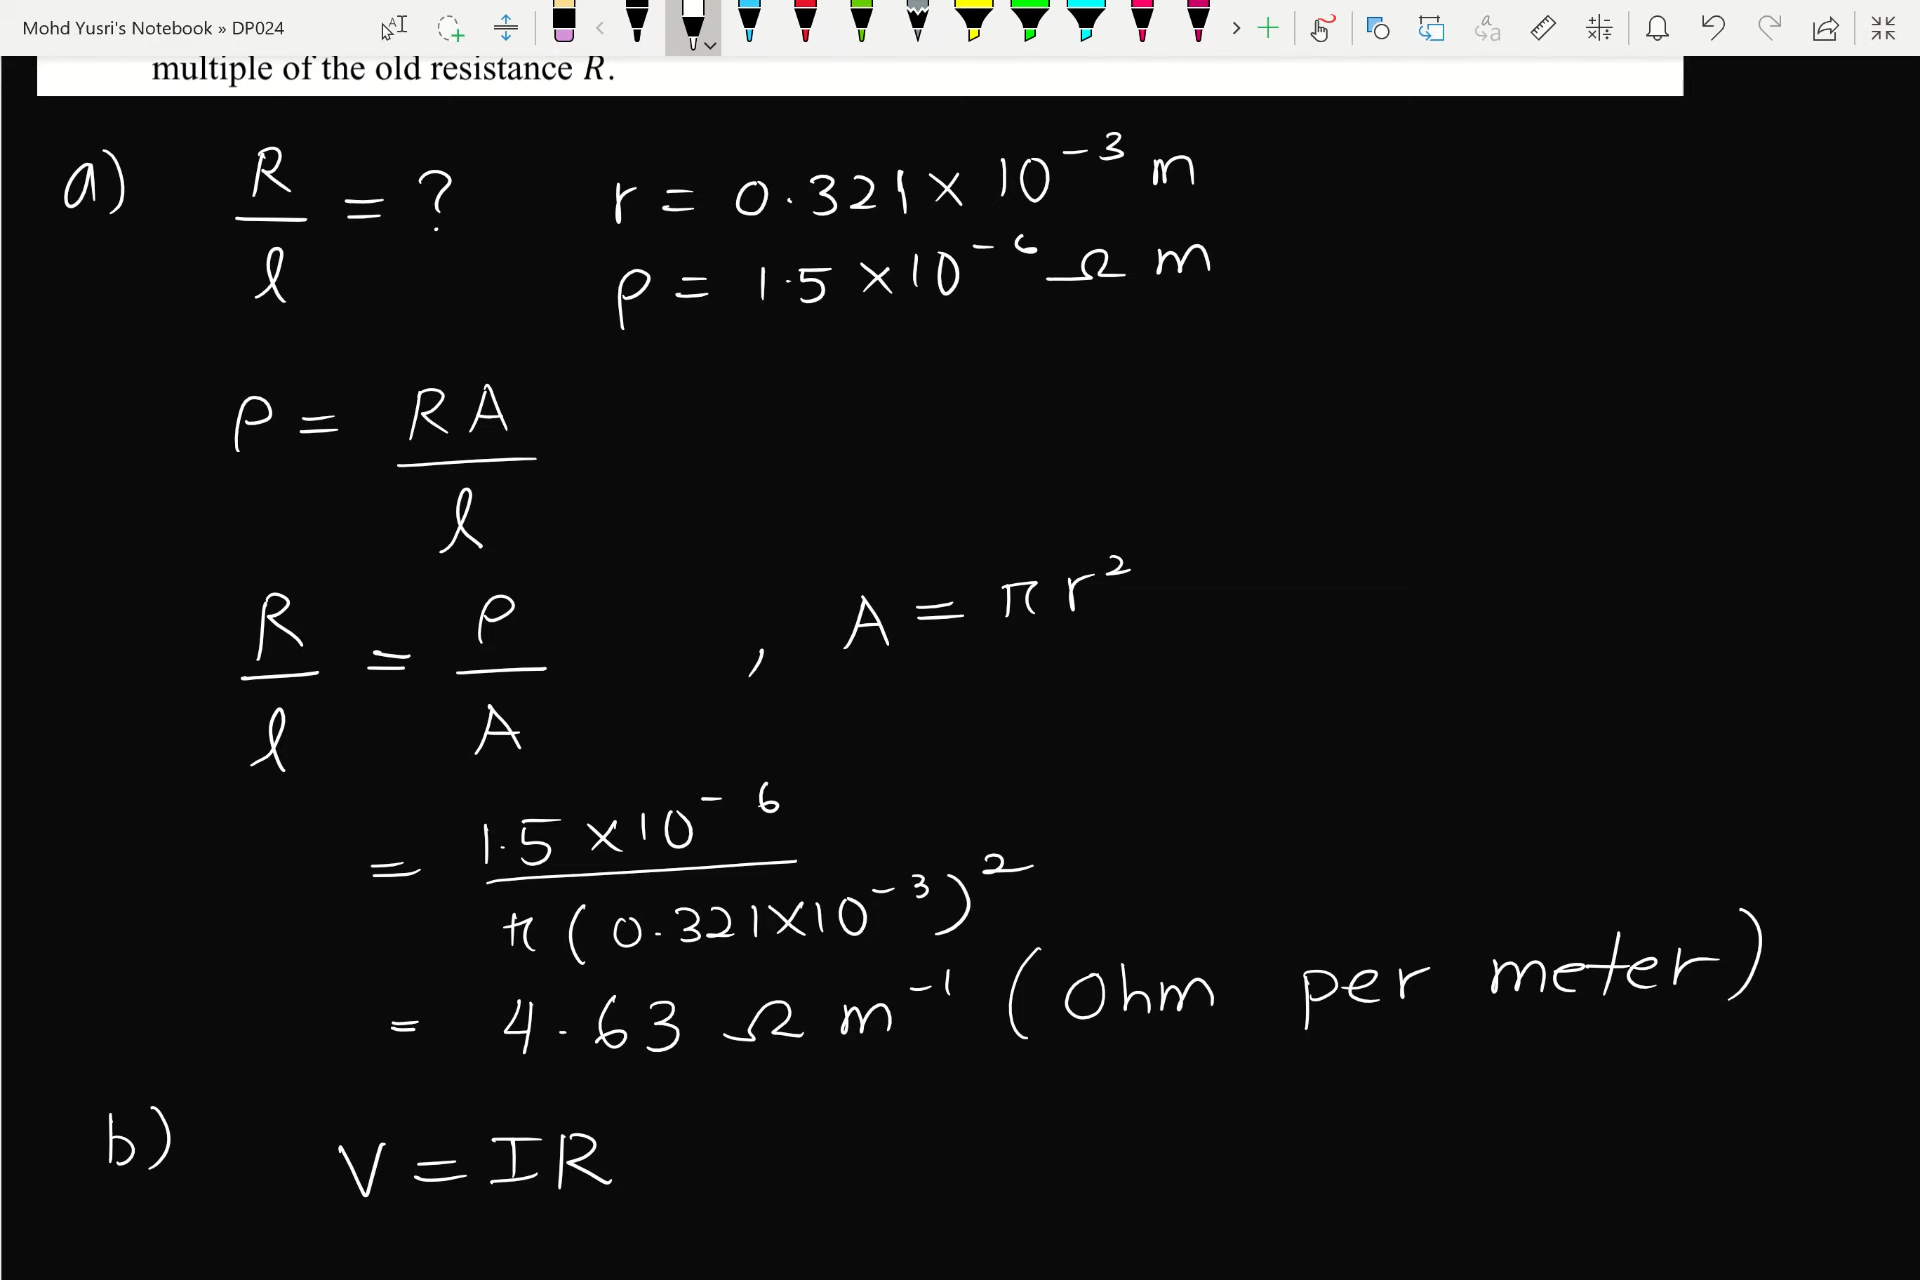 Mohd Yusri's Notebook » DP024
multiple of the old resistance R.
a) R/l = ? r = 0.321 × 10⁻³ m
ρ = 1.5 × 10⁻⁶ Ω m
ρ = RA/l
R/l = ρ/A , A = πr²
= 1.5 × 10⁻⁶ / π(0.321×10⁻³)²
= 4.63 Ω m⁻¹ (Ohm per meter)
b) V = IR